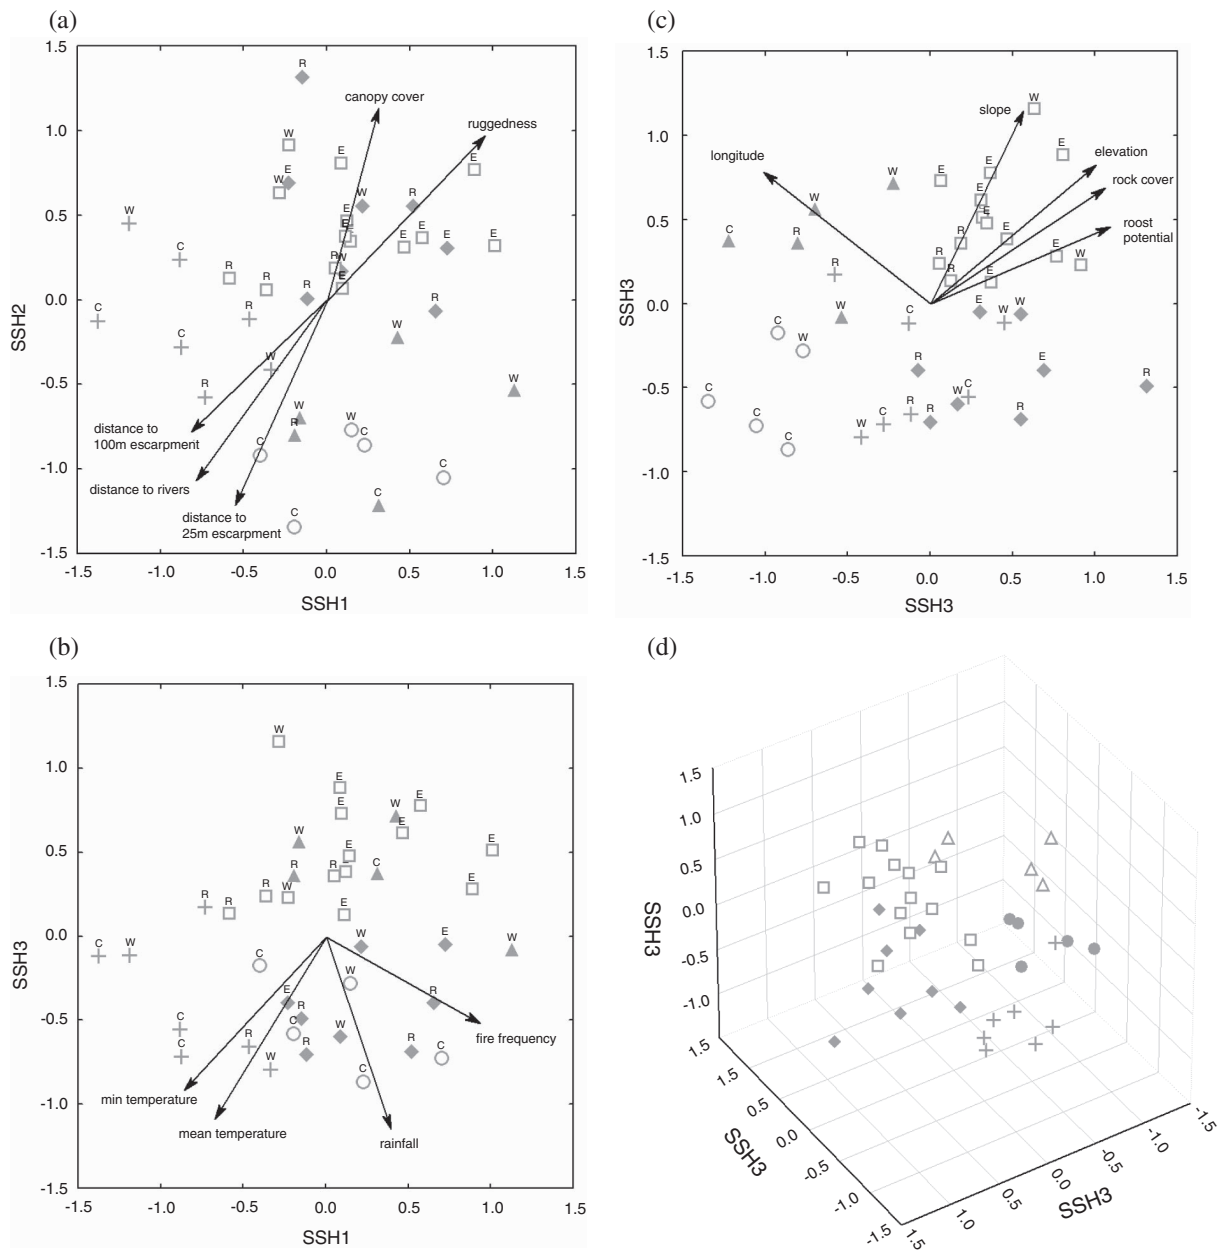 (a)
1.5
1.0
0.5
0.0
-0.5
-1.0
-1.5
SSH2
-1.5 -1.0 -0.5 0.0 0.5 1.0 1.5
SSH1
R
canopy cover
ruggedness
W
E
E
W
E
W
R
W
C
E
E
E
E
E
R
R
R
W
R
E
R
C
C
W
W
R
W
W
R
W
C
C
C
C
C
distance to
100m escarpment
distance to rivers
distance to
25m escarpment
(c)
1.5
1.0
0.5
0.0
-0.5
-1.0
-1.5
SSH3
-1.5 -1.0 -0.5 0.0 0.5 1.0 1.5
SSH3
W
slope
longitude
elevation
rock cover
roost
potential
E
E
E
W
W
E
E
E
C
R
R
E
W
R
R
R
E
W
C
E
W
W
C
W
R
E
R
C
W
C
R
R
R
C
W
C
C
(b)
1.5
1.0
0.5
0.0
-0.5
-1.0
-1.5
SSH3
-1.5 -1.0 -0.5 0.0 0.5 1.0 1.5
SSH1
W
E
E
E
W
E
W
E
E
R
R
C
E
R
R
R
W
E
C
W
W
E
W
C
W
E
R
R
C
C
C
R
W
W
R
R
C
C
fire frequency
min temperature
mean temperature
rainfall
(d)
1.5
1.0
0.5
0.0
-0.5
-1.0
-1.5
SSH3
1.5
0.5
0.0
-0.5
-1.0
-1.5
SSH3
1.5
1.0
0.5
0.0
-0.5
-1.0
-1.5
SSH3